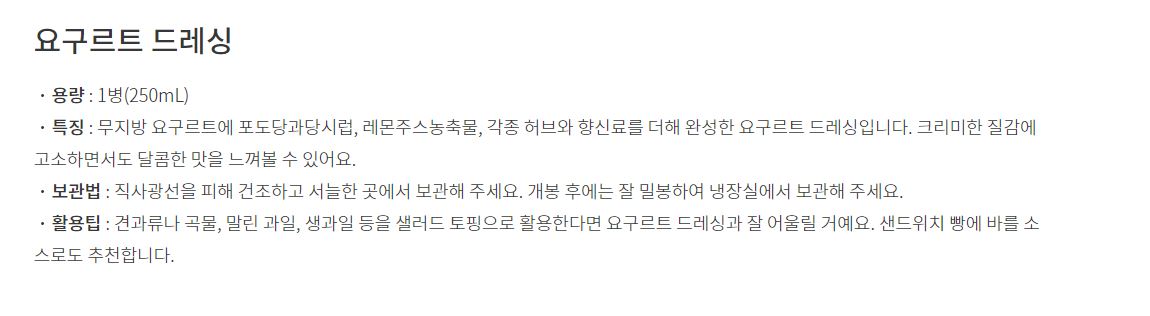 요구르트 드레싱
・용량 : 1병(250mL)
・특징 : 무지방 요구르트에 포도당과당시럽, 레몬주스농축물, 각종 허브와 향신료를 더해 완성한 요구르트 드레싱입니다. 크리미한 질감에
고소하면서도 달콤한 맛을 느껴볼 수 있어요.
・보관법 : 직사광선을 피해 건조하고 서늘한 곳에서 보관해 주세요. 개봉 후에는 잘 밀봉하여 냉장실에서 보관해 주세요.
・활용팁 : 견과류나 곡물, 말린 과일, 생과일 등을 샐러드 토핑으로 활용한다면 요구르트 드레싱과 잘 어울릴 거예요. 샌드위치 빵에 바를 소
스로도 추천합니다.